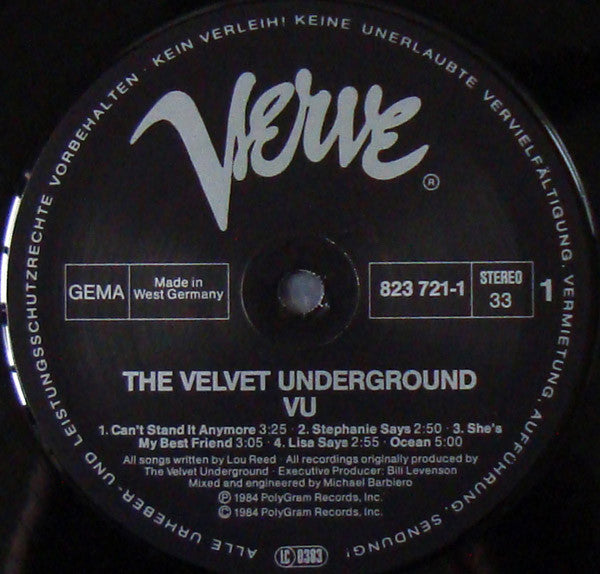 ALLE URHEBER- UND LEISTUNGSSCHUTZRECHTE VORBEHALTEN · KEIN VERLEIH! KEINE UNERLAUBTE VERVIELFÄLTIGUNG, VERMIETUNG, AUFFÜHRUNG, SENDUNG!
Verve
®
GEMA
Made in
West Germany
823 721-1
STEREO
33
1
THE VELVET UNDERGROUND
VU
1. Can't Stand It Anymore 3:25 · 2. Stephanie Says 2:50 · 3. She's
My Best Friend 3:05 · 4. Lisa Says 2:55 · Ocean 5:00
All songs written by Lou Reed · All recordings originally produced by
The Velvet Underground · Executive Producer: Bill Levenson
Mixed and engineered by Michael Barbiero
℗ 1984 PolyGram Records, Inc.
© 1984 PolyGram Records, Inc.
LC 0383